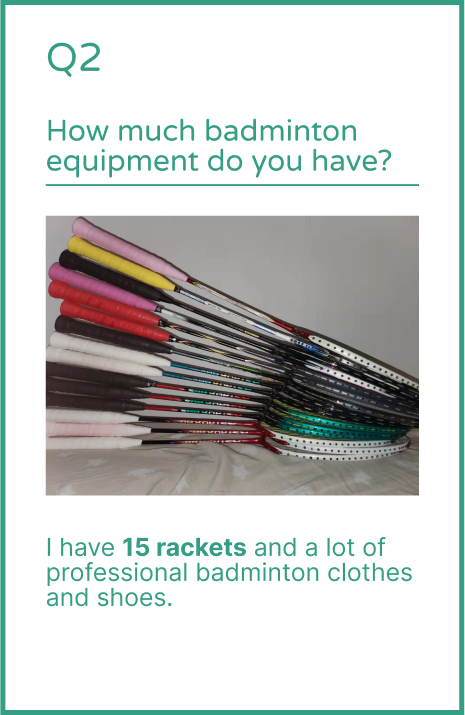 Q2
How much badminton
equipment do you have?
I have 15 rackets and a lot of
professional badminton clothes
and shoes.